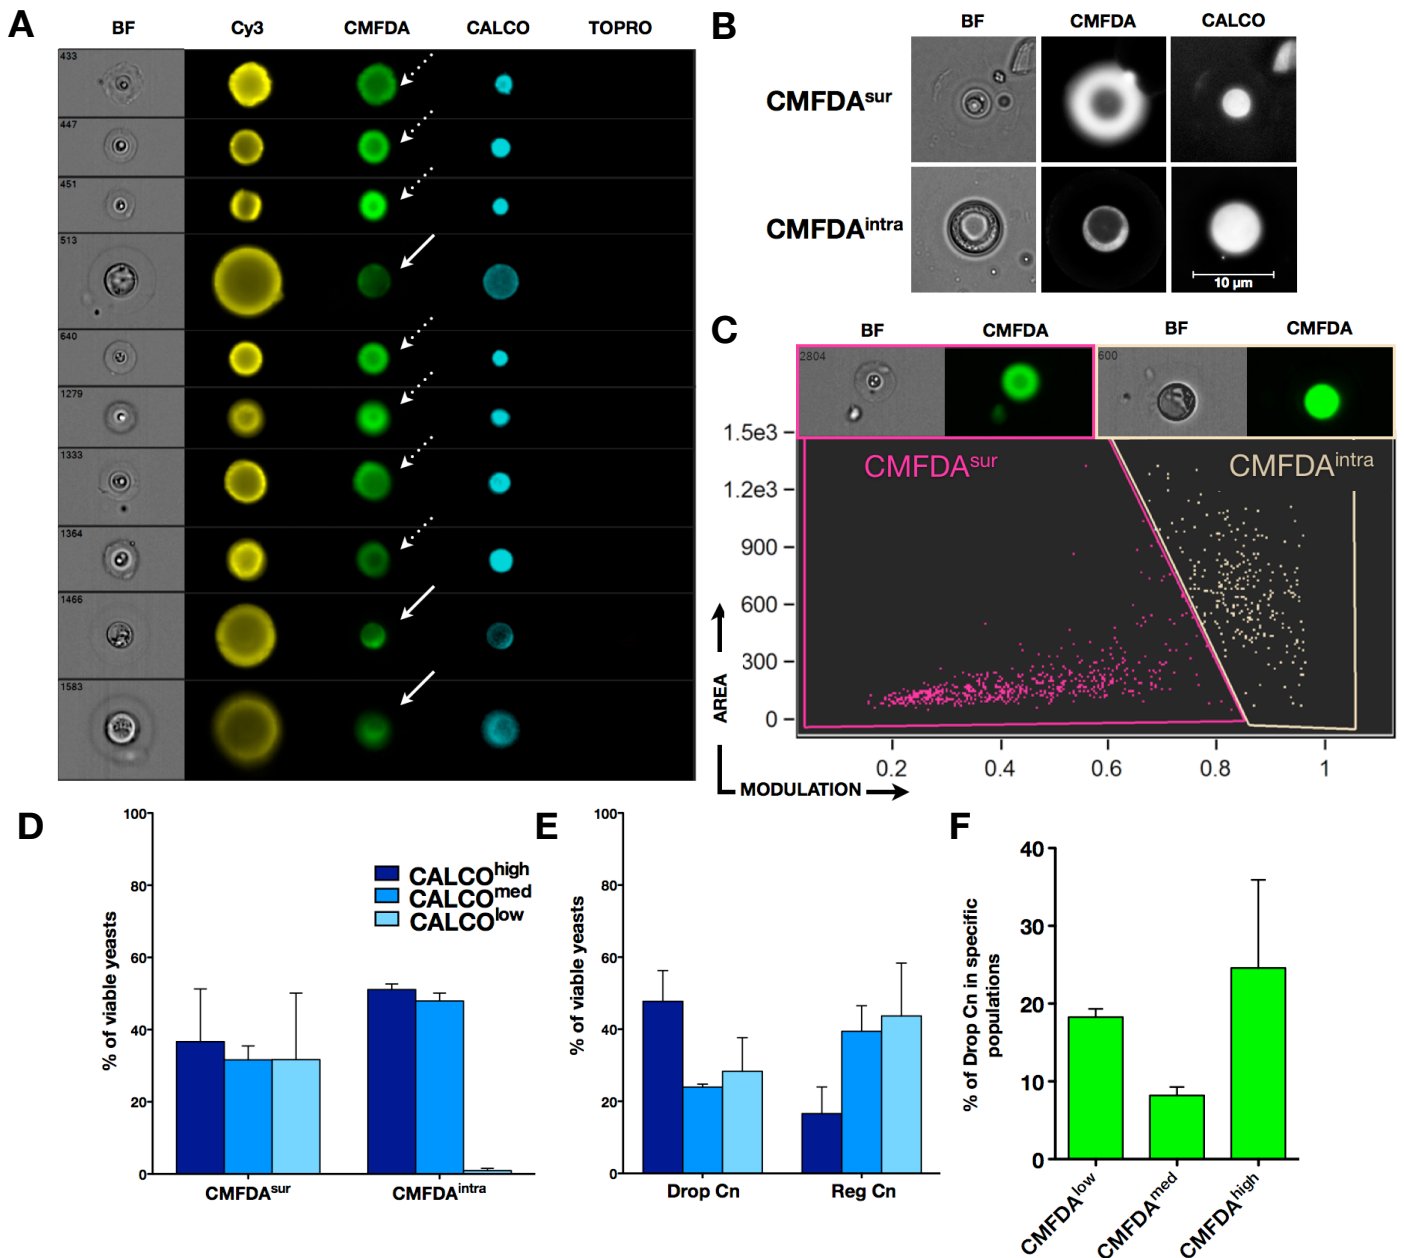 A
BF Cy3 CMFDA CALCO TOPRO
433
447
451
513
640
1279
1333
1364
1466
1583
B
BF CMFDA CALCO
CMFDAsur
CMFDAintra
10 µm
C
BF CMFDA BF CMFDA
2804 600
CMFDAsur CMFDAintra
1.5e3
1.2e3
900
600
300
0
AREA
0.2 0.4 0.6 0.8 1
MODULATION
D
% of viable yeasts
100
80
60
40
20
0
CALCOhigh
CALCOmed
CALCOlow
CMFDAsur CMFDAintra
E
% of viable yeasts
100
80
60
40
20
0
Drop Cn Reg Cn
F
% of Drop Cn in specific
populations
40
30
20
10
0
CMFDAlow CMFDAmed CMFDAhigh